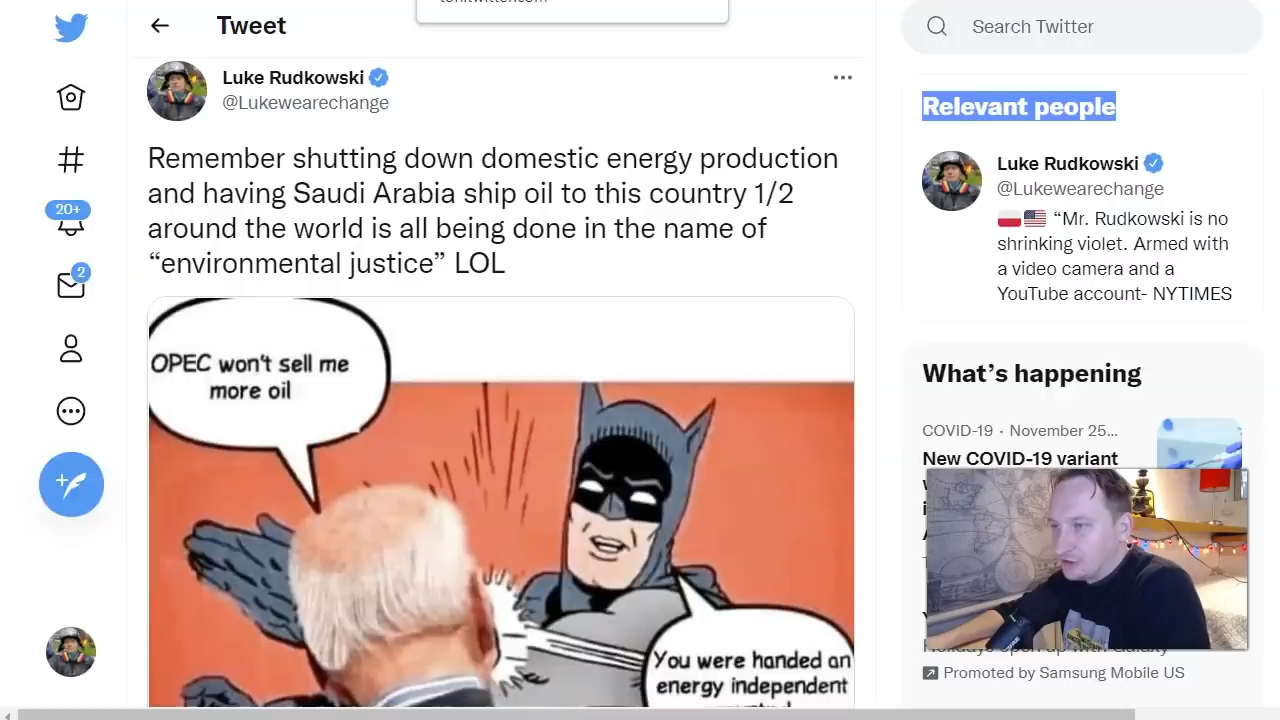 Tweet
Luke Rudkowski
@Lukewearechange
Remember shutting down domestic energy production
and having Saudi Arabia ship oil to this country 1/2
around the world is all being done in the name of
“environmental justice” LOL
OPEC won't sell me
more oil
You were handed an
energy independent
20+
2
Search Twitter
Relevant people
Luke Rudkowski
@Lukewearechange
“Mr. Rudkowski is no
shrinking violet. Armed with
a video camera and a
YouTube account- NYTIMES
What’s happening
COVID-19 · November 25...
New COVID-19 variant
Promoted by Samsung Mobile US